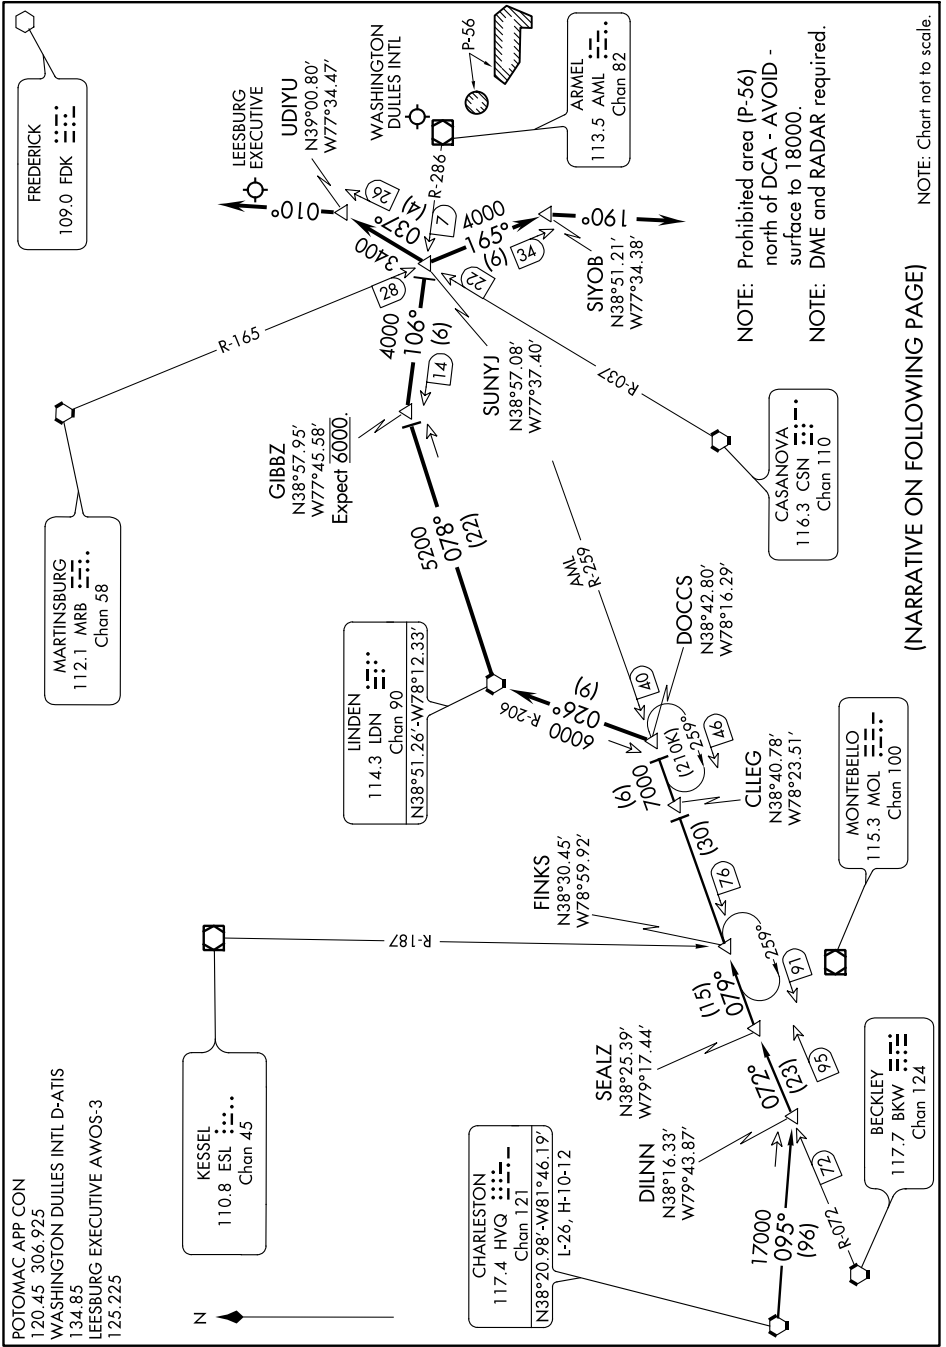 POTOMAC APP CON
120.45 306.925
WASHINGTON DULLES INTL D-ATIS
134.85
LEESBURG EXECUTIVE AWOS-3
125.225
N
KESSEL
110.8 ESL
Chan 45
CHARLESTON
117.4 HVQ
Chan 121
N38°20.98'-W81°46.19'
L-26, H-10-12
17000
095°
(96)
R-072
72
BECKLEY
117.7 BKW
Chan 124
DILNN
N38°16.33'
W79°43.87'
072°
(23)
95
SEALZ
N38°25.39'
W79°17.44'
(15)
079°
91
259°
R-187
FINKS
N38°30.45'
W78°59.92'
76
(30)
MONTEBELLO
115.3 MOL
Chan 100
CLLEG
N38°40.78'
W78°23.51'
(6)
7000
(210K)
259°
46
40
DOCCS
N38°42.80'
W78°16.29'
AML
R-259
6000
026°
(9)
R-206
LINDEN
114.3 LDN
Chan 90
N38°51.26'-W78°12.33'
5200
078°
(22)
MARTINSBURG
112.1 MRB
Chan 58
R-165
28
GIBBZ
N38°57.95'
W77°45.58'
Expect 6000.
14
4000
106°
(6)
SUNYJ
N38°57.08'
W77°37.40'
CASANOVA
116.3 CSN
Chan 110
R-037
22
3400
037°
(4)
26
7
R-286
4000
165°
(6)
34
SIYOB
N38°51.21'
W77°34.38'
190°
010°
UDIYU
N39°00.80'
W77°34.47'
LEESBURG
EXECUTIVE
FREDERICK
109.0 FDK
WASHINGTON
DULLES INTL
P-56
ARMEL
113.5 AML
Chan 82
NOTE: Prohibited area (P-56)
north of DCA - AVOID -
surface to 18000.
NOTE: DME and RADAR required.
(NARRATIVE ON FOLLOWING PAGE)
NOTE: Chart not to scale.